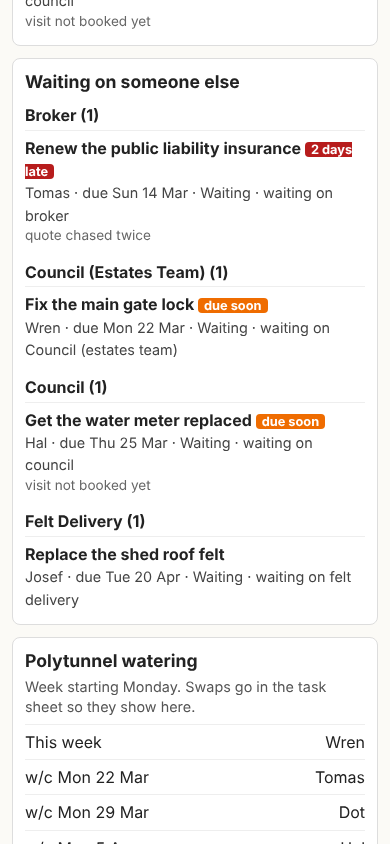 council
visit not booked yet
Waiting on someone else
Broker (1)
Renew the public liability insurance 2 days
late
Tomas · due Sun 14 Mar · Waiting · waiting on
broker
quote chased twice
Council (Estates Team) (1)
Fix the main gate lock due soon
Wren · due Mon 22 Mar · Waiting · waiting on
Council (estates team)
Council (1)
Get the water meter replaced due soon
Hal · due Thu 25 Mar · Waiting · waiting on
council
visit not booked yet
Felt Delivery (1)
Replace the shed roof felt
Josef · due Tue 20 Apr · Waiting · waiting on felt
delivery
Polytunnel watering
Week starting Monday. Swaps go in the task
sheet so they show here.
This week Wren
w/c Mon 22 Mar Tomas
w/c Mon 29 Mar Dot